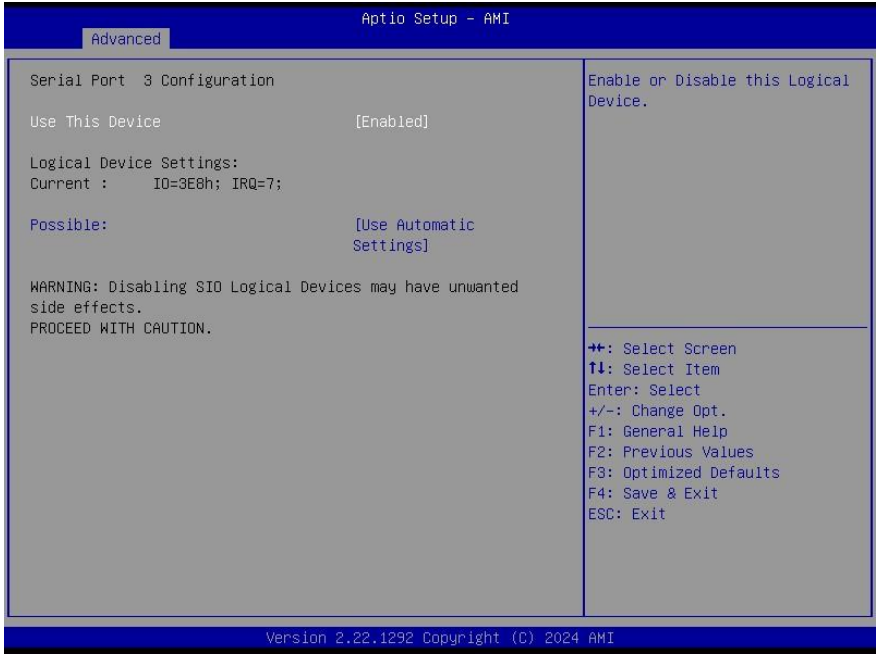 Aptio Setup – AMI
Advanced
Serial Port 3 Configuration
Use This Device [Enabled]
Logical Device Settings:
Current : IO=3E8h; IRQ=7;
Possible: [Use Automatic
Settings]
WARNING: Disabling SIO Logical Devices may have unwanted
side effects.
PROCEED WITH CAUTION.
Enable or Disable this Logical
Device.
→←: Select Screen
↑↓: Select Item
Enter: Select
+/-: Change Opt.
F1: General Help
F2: Previous Values
F3: Optimized Defaults
F4: Save & Exit
ESC: Exit
Version 2.22.1292 Copyright (C) 2024 AMI